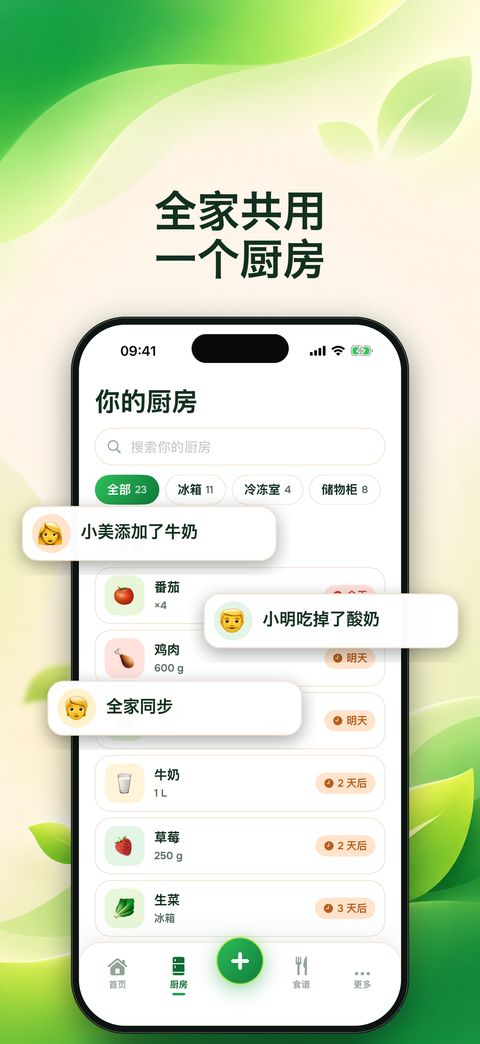 全家共用
一个厨房
09:41
你的厨房
搜索你的厨房
全部 23
冰箱 11
冷冻室 4
储物柜 8
小美添加了牛奶
番茄
×4
小明吃掉了酸奶
鸡肉
600 g
明天
全家同步
明天
牛奶
1 L
2 天后
草莓
250 g
2 天后
生菜
冰箱
3 天后
首页
厨房
食谱
更多